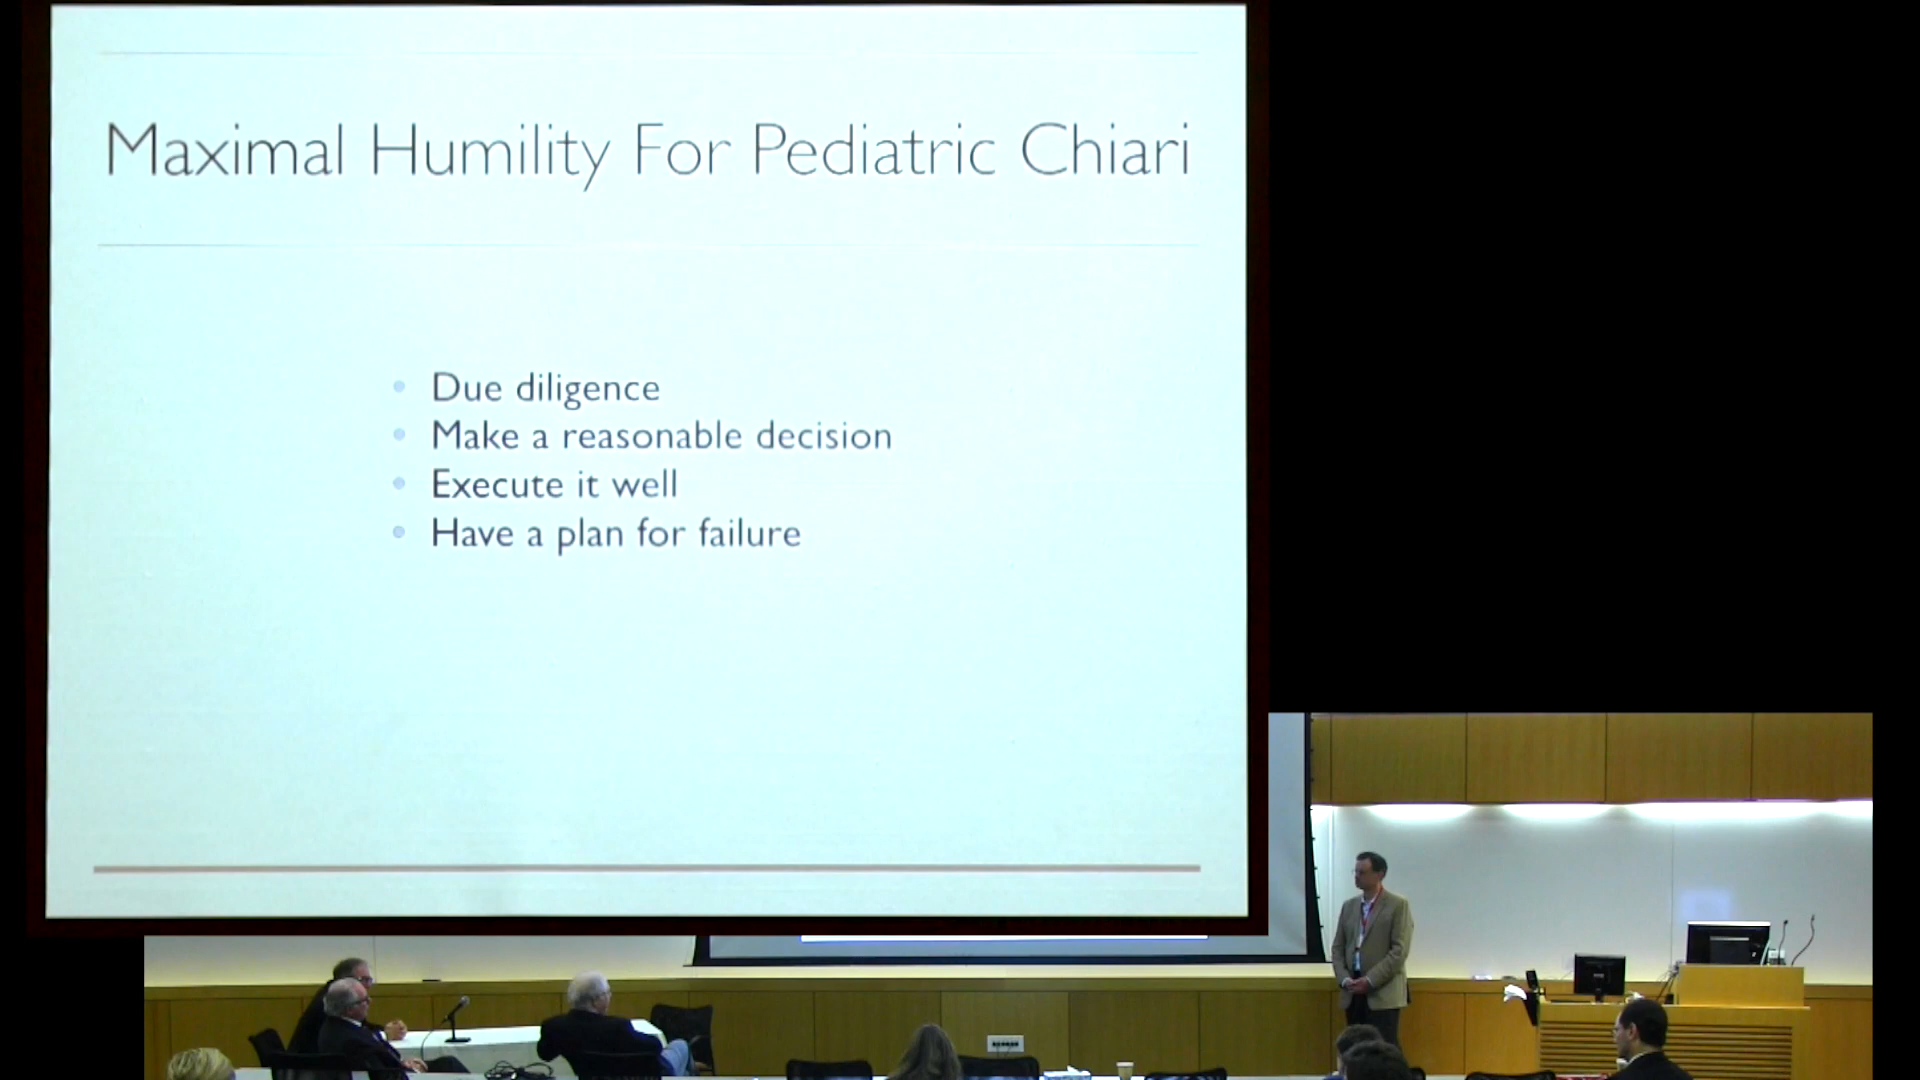 Maximal Humility For Pediatric Chiari
Due diligence
Make a reasonable decision
Execute it well
Have a plan for failure